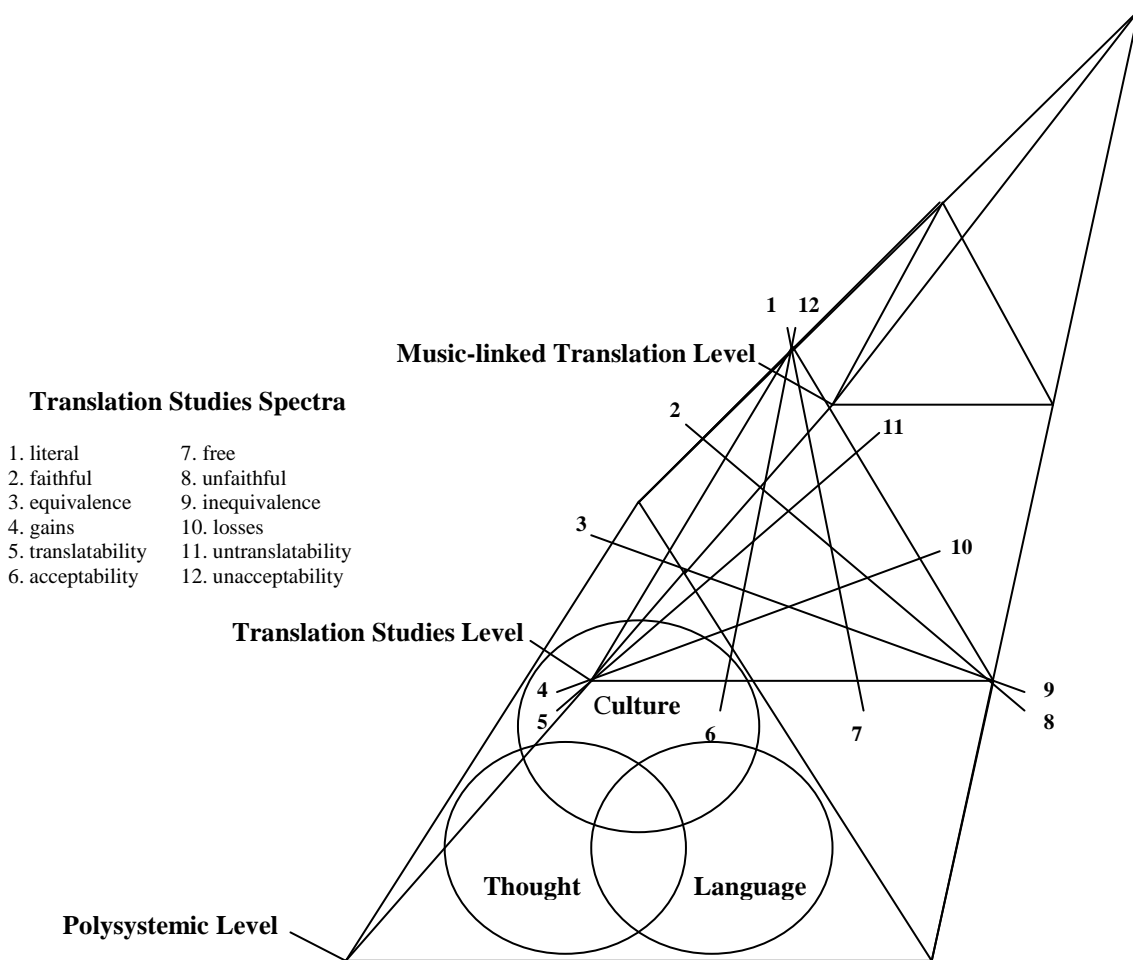 1 12
Music-linked Translation Level
Translation Studies Spectra
2
11
1. literal 7. free
2. faithful 8. unfaithful
3. equivalence 9. inequivalence
4. gains 10. losses
5. translatability 11. untranslatability
6. acceptability 12. unacceptability
3
10
Translation Studies Level
4
9
Culture
5
6
7
8
Thought
Language
Polysystemic Level